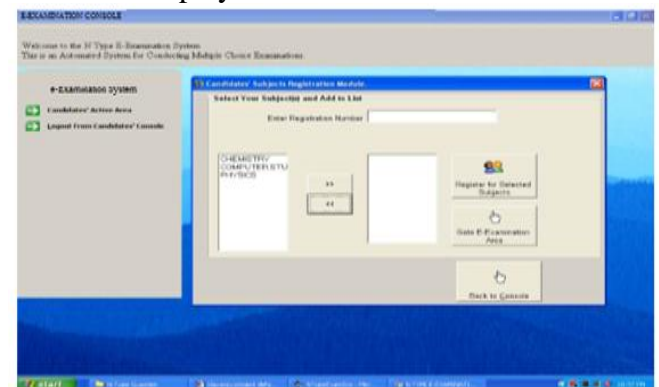 E-EXAMINATION CONSOLE
Welcome to the N Type E-Examination System
This is an Automated System for Conducting Multiple Choice Examinations.
e-Examination System
Candidates' Active Area
Logout From Candidates' Console
Candidates' Subjects Registration Module.
Select Your Subject(s) and Add to List
Enter Registration Number
CHEMISTRY
COMPUTER STU
PHYSICS
>>
<<
Register for Selected
Subjects
Goto E-Examination
Area
Back to Console
start